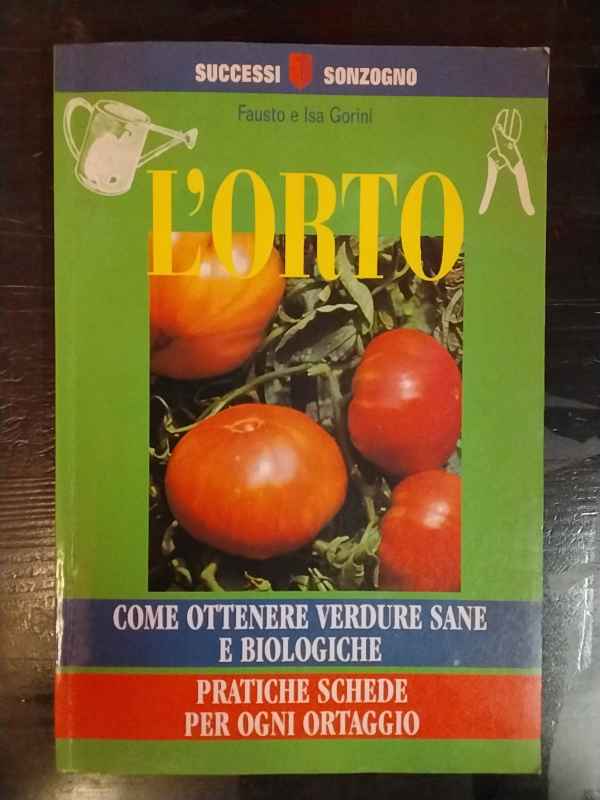 SUCCESSI SONZOGNO
Fausto e Isa Gorini
L'ORTO
COME OTTENERE VERDURE SANE
E BIOLOGICHE
PRATICHE SCHEDE
PER OGNI ORTAGGIO